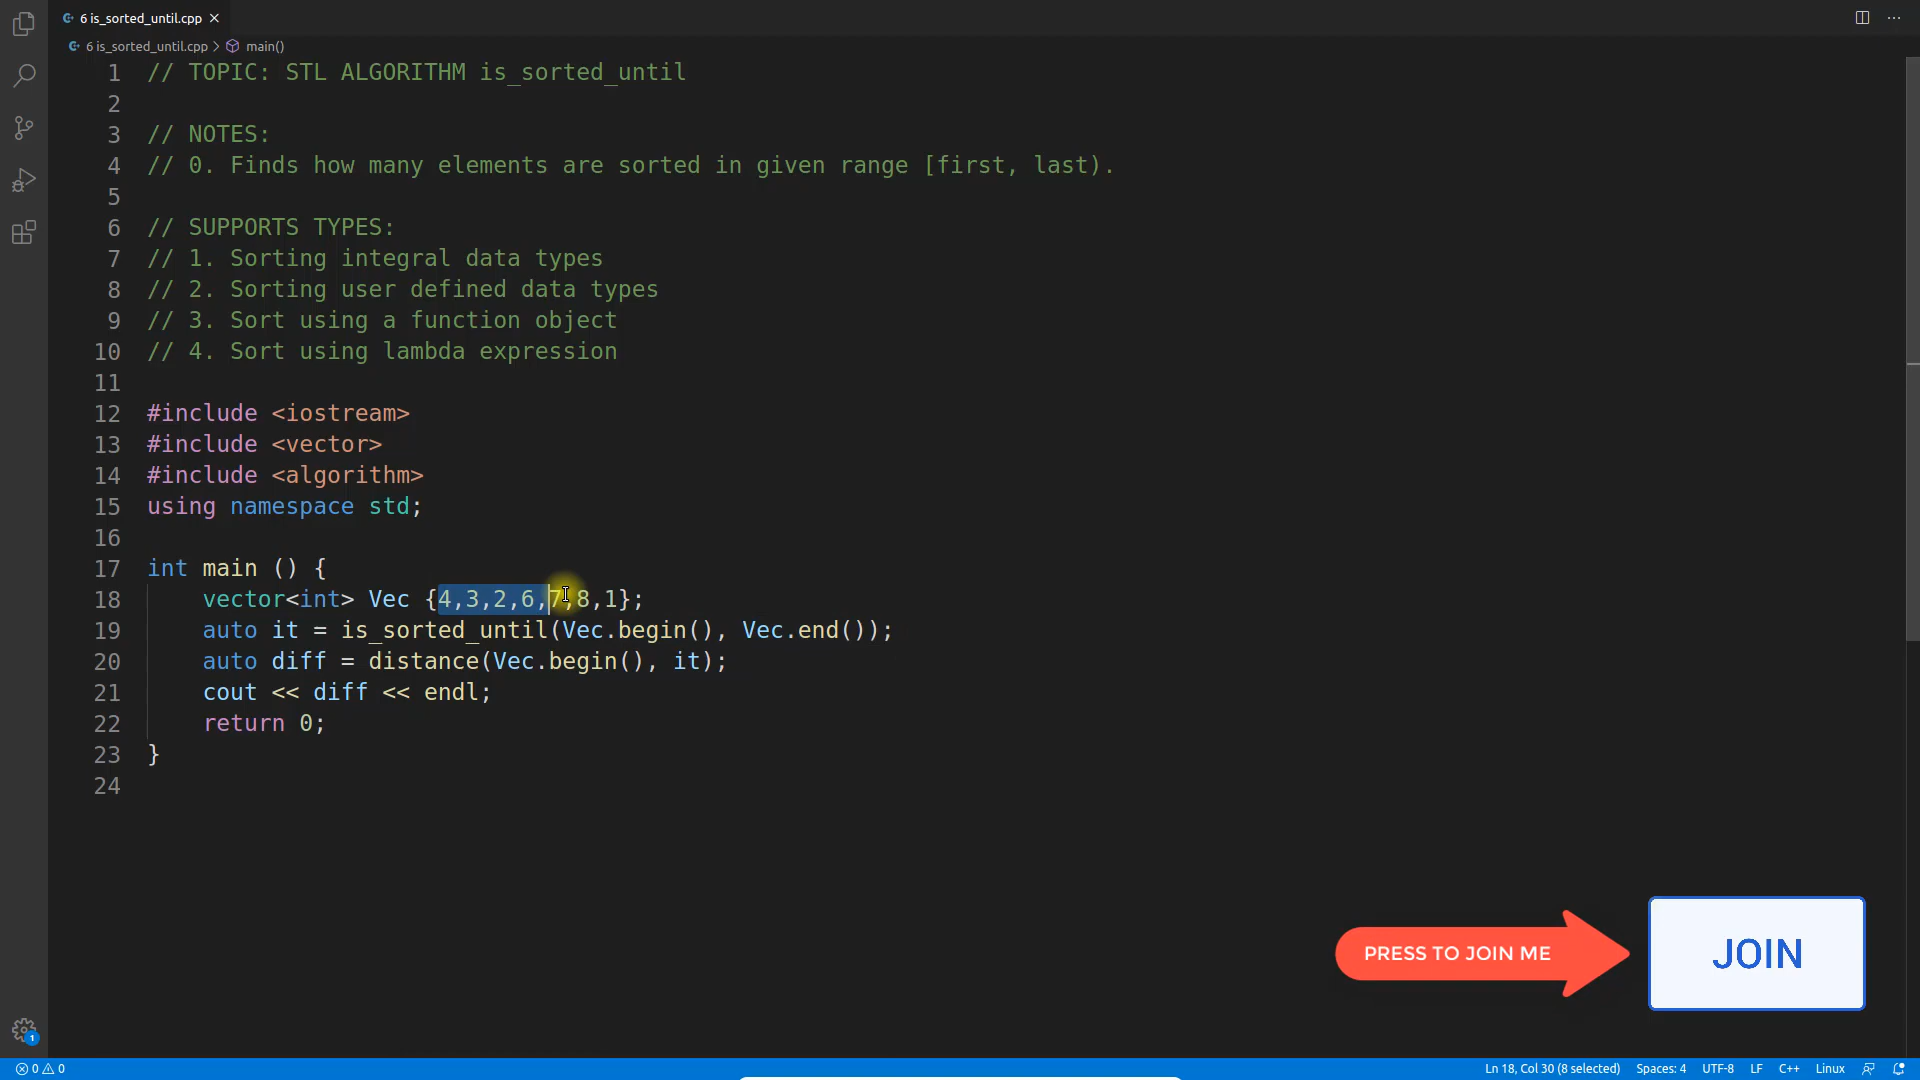 6 is_sorted_until.cpp
6 is_sorted_until.cpp > main()
1 // TOPIC: STL ALGORITHM is_sorted_until
2
3 // NOTES:
4 // 0. Finds how many elements are sorted in given range [first, last).
5
6 // SUPPORTS TYPES:
7 // 1. Sorting integral data types
8 // 2. Sorting user defined data types
9 // 3. Sort using a function object
10 // 4. Sort using lambda expression
11
12 #include <iostream>
13 #include <vector>
14 #include <algorithm>
15 using namespace std;
16
17 int main () {
18 vector<int> Vec {4,3,2,6,7,8,1};
19 auto it = is_sorted_until(Vec.begin(), Vec.end());
20 auto diff = distance(Vec.begin(), it);
21 cout << diff << endl;
22 return 0;
23 }
24
PRESS TO JOIN ME
JOIN
1
0 0 Ln 18, Col 30 (8 selected) Spaces: 4 UTF-8 LF C++ Linux